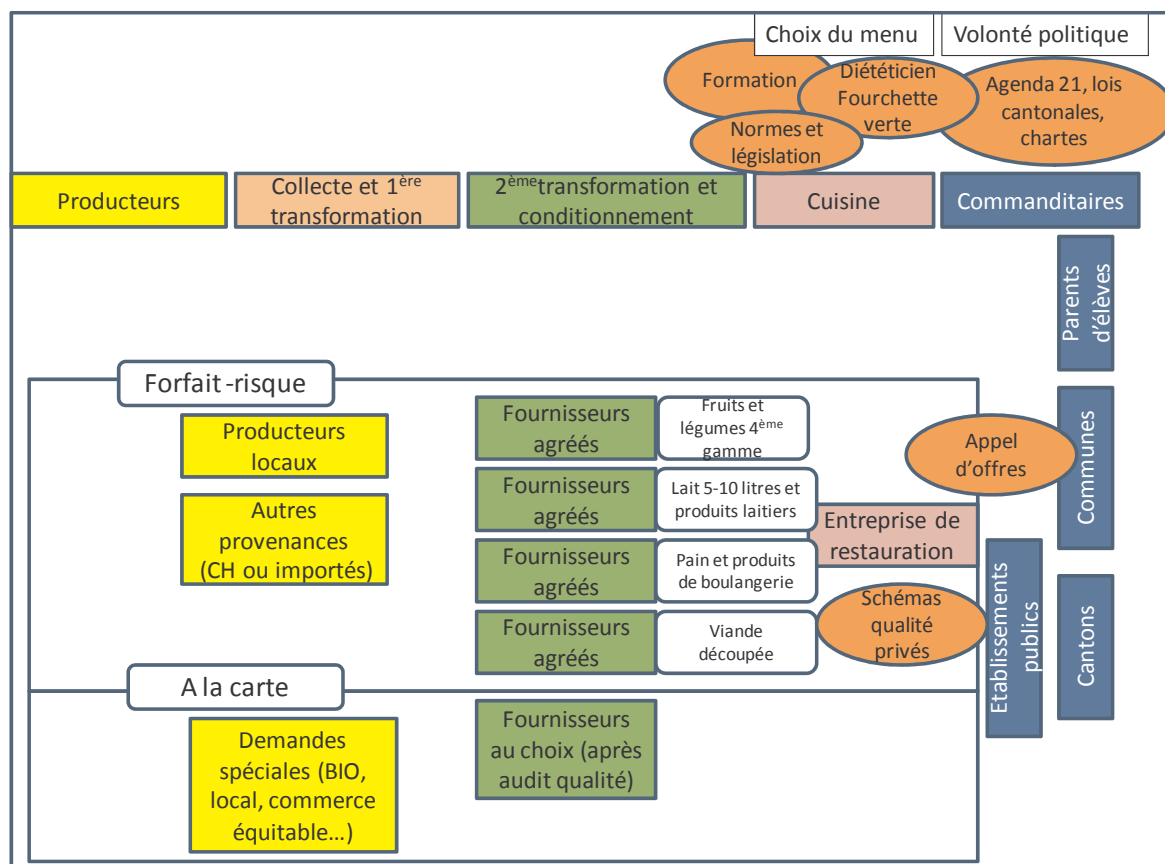 Choix du menu
Volonté politique
Formation
Diététicien
Fourchette
verte
Agenda 21, lois
cantonales,
chartes
Normes et
législation
Producteurs
Collecte et 1ère
transformation
2èmetransformation et
conditionnement
Cuisine
Commanditaires
Parents
d'élèves
Forfait-risque
Producteurs
locaux
Fournisseurs
agréés
Fruits et
légumes 4ème
gamme
Appel
d'offres
Communes
Autres
provenances
(CH ou importés)
Fournisseurs
agréés
Lait 5-10 litres et
produits laitiers
Entreprise de
restauration
Fournisseurs
agréés
Pain et produits
de boulangerie
Fournisseurs
agréés
Viande
découpée
Schémas
qualité
privés
Etablissements
publics
Cantons
A la carte
Demandes
spéciales (BIO,
local, commerce
équitable…)
Fournisseurs
au choix (après
audit qualité)